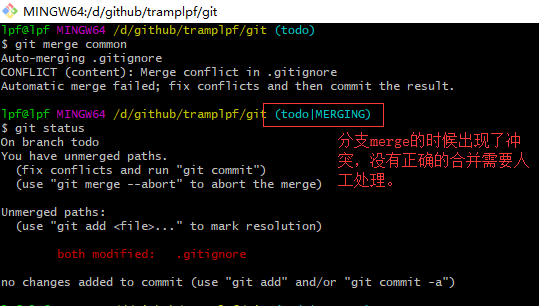 MINGW64:/d/github/tramplpf/git
lpf@lpf MINGW64 /d/github/tramplpf/git (todo)
$ git merge common
Auto-merging .gitignore
CONFLICT (content): Merge conflict in .gitignore
Automatic merge failed; fix conflicts and then commit the result.
lpf@lpf MINGW64 /d/github/tramplpf/git (todo|MERGING)
$ git status
On branch todo
You have unmerged paths.
(fix conflicts and run "git commit")
(use "git merge --abort" to abort the merge)
分支merge的时候出现了冲
突，没有正确的合并需要人
工处理。
Unmerged paths:
(use "git add <file>..." to mark resolution)
both modified: .gitignore
no changes added to commit (use "git add" and/or "git commit -a")